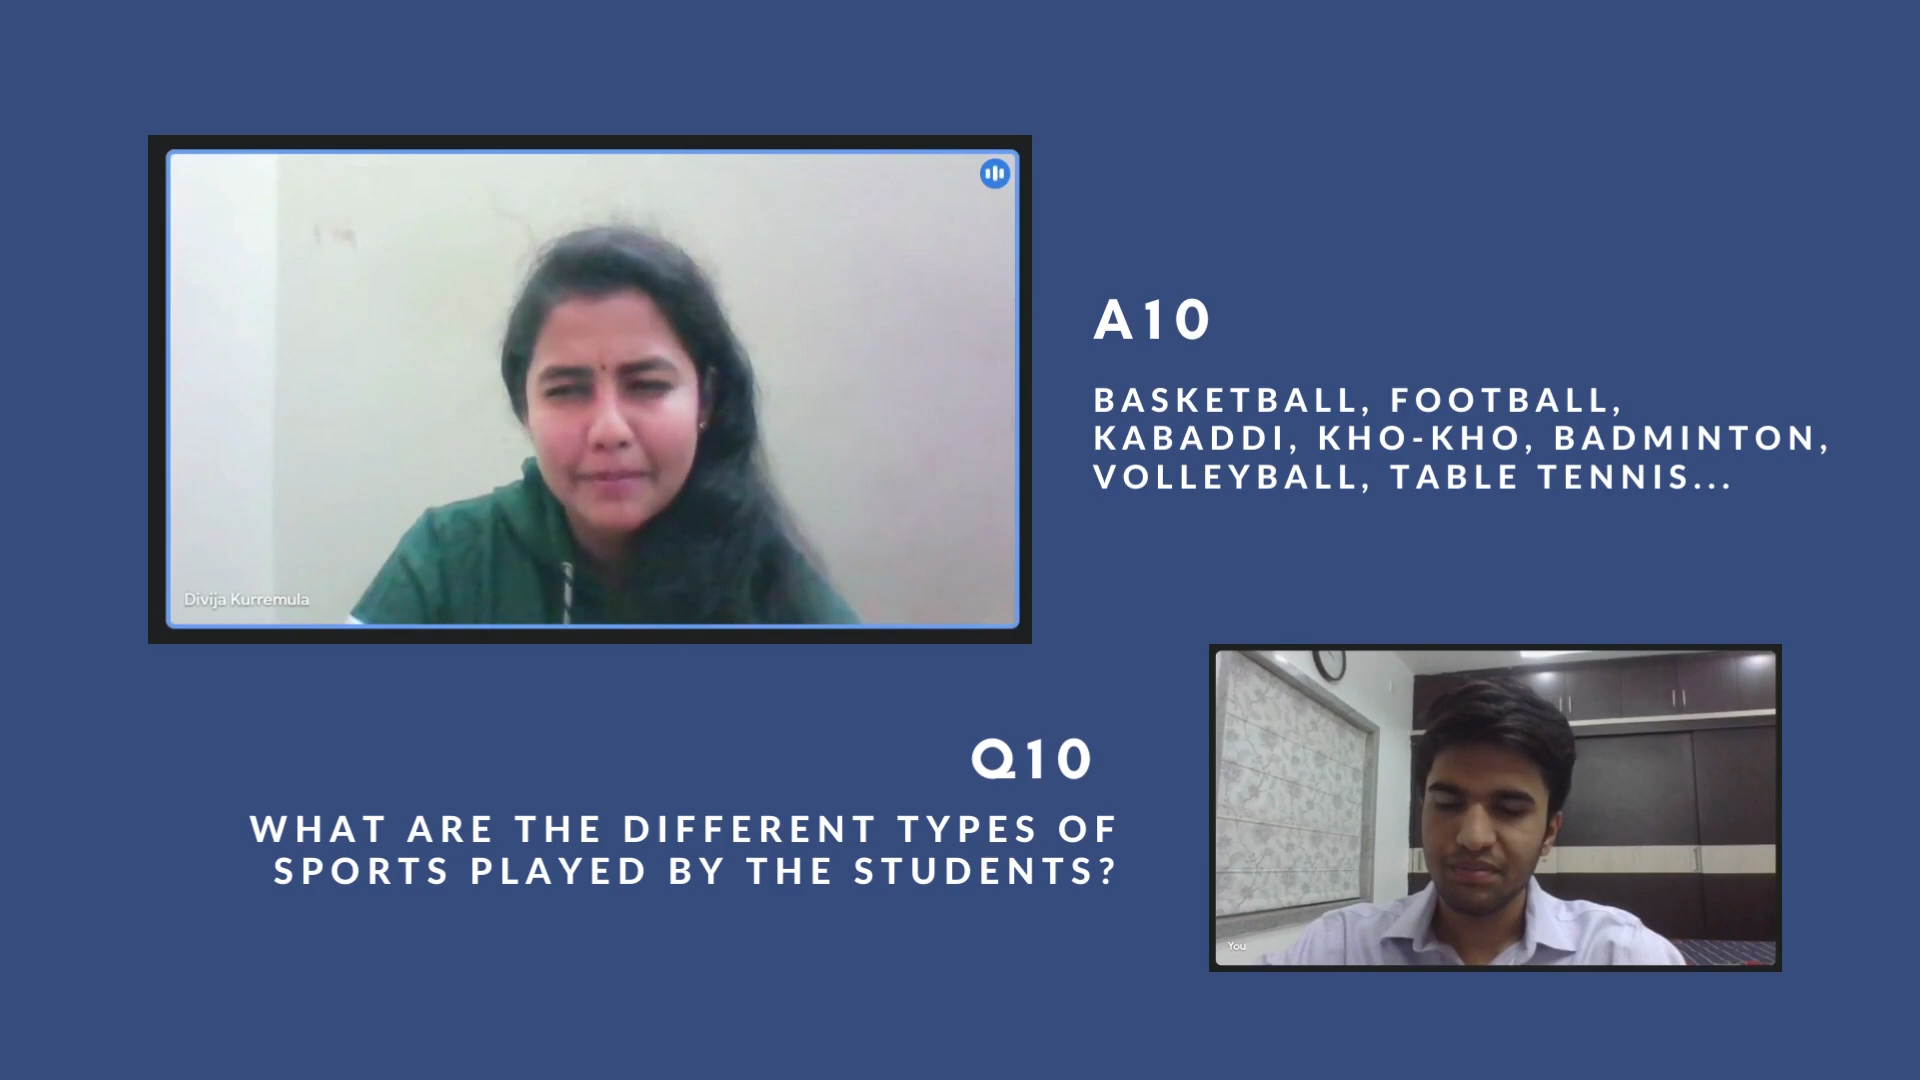 A10
BASKETBALL, FOOTBALL,
KABADDI, KHO-KHO, BADMINTON,
VOLLEYBALL, TABLE TENNIS...
Divija Kurremula
Q10
WHAT ARE THE DIFFERENT TYPES OF
SPORTS PLAYED BY THE STUDENTS?
You